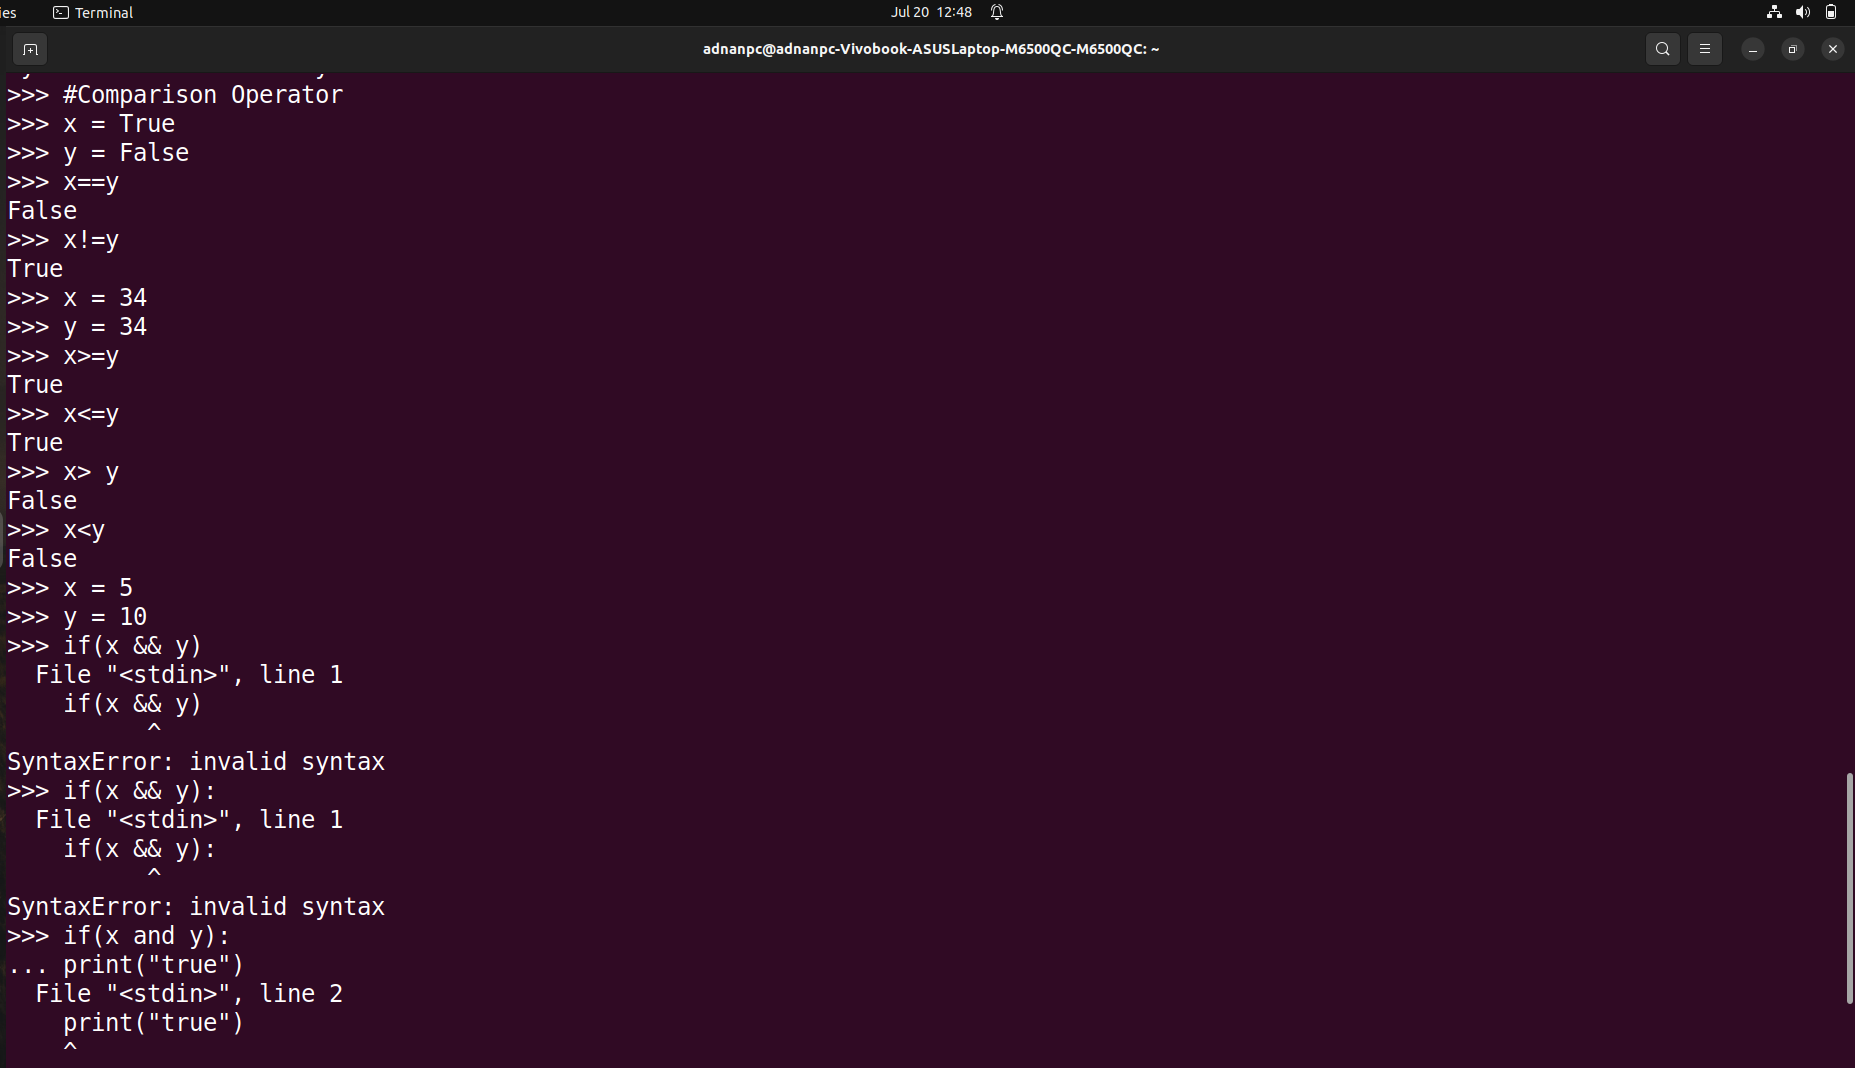 ies
Terminal
Jul 20 12:48
adnanpc@adnanpc-Vivobook-ASUSLaptop-M6500QC-M6500QC: ~
>>> #Comparison Operator
>>> x = True
>>> y = False
>>> x==y
False
>>> x!=y
True
>>> x = 34
>>> y = 34
>>> x>=y
True
>>> x<=y
True
>>> x> y
False
>>> x<y
False
>>> x = 5
>>> y = 10
>>> if(x && y)
  File "<stdin>", line 1
    if(x && y)
          ^
SyntaxError: invalid syntax
>>> if(x && y):
  File "<stdin>", line 1
    if(x && y):
          ^
SyntaxError: invalid syntax
>>> if(x and y):
... print("true")
  File "<stdin>", line 2
    print("true")
    ^